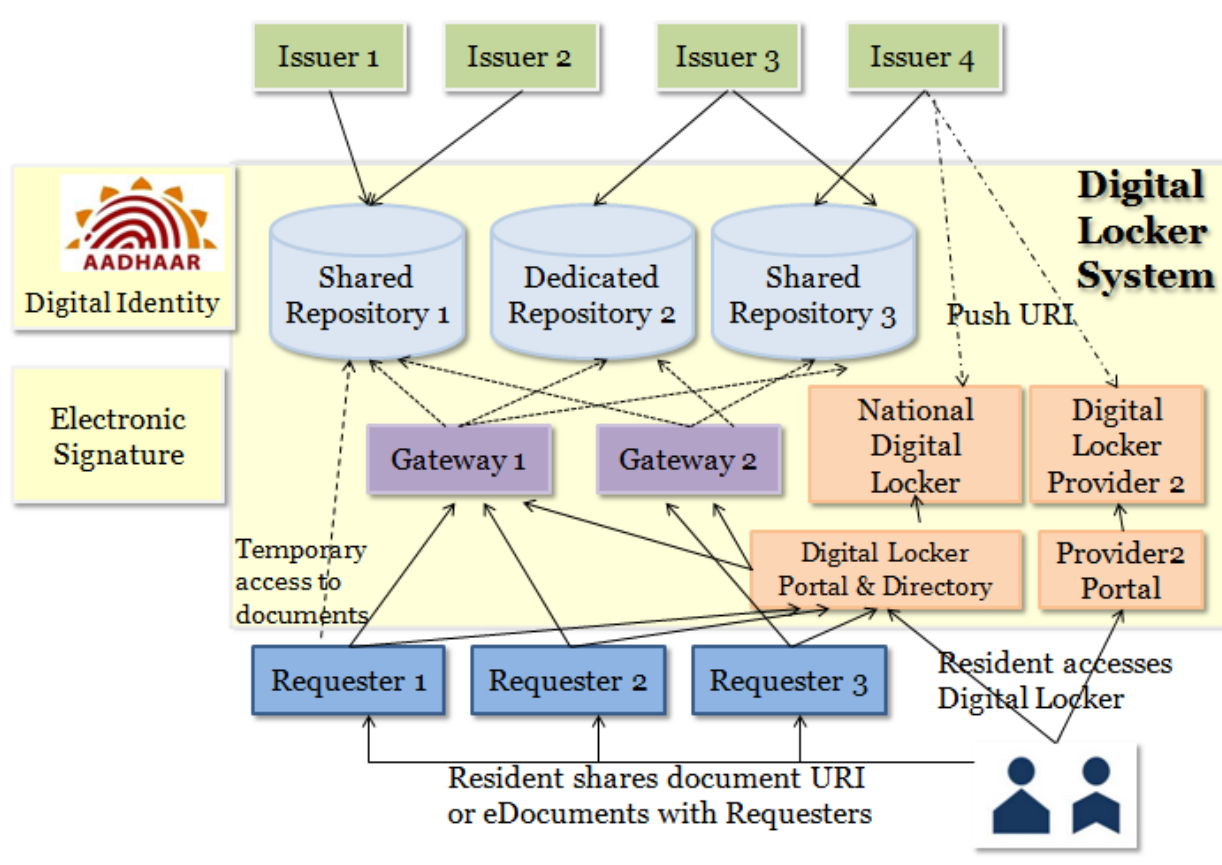 Issuer 1
Issuer 2
Issuer 3
Issuer 4
Digital
Locker
System
AADHAAR
Digital Identity
Shared
Repository 1
Dedicated
Repository 2
Shared
Repository 3
Push URI
Electronic
Signature
Gateway 1
Gateway 2
National
Digital
Locker
Digital
Locker
Provider 2
Temporary
access to
documents
Digital Locker
Portal & Directory
Provider2
Portal
Requester 1
Requester 2
Requester 3
Resident accesses
Digital Locker
Resident shares document URI
or eDocuments with Requesters